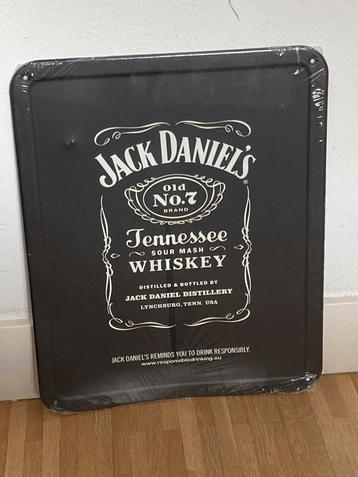 JACK DANIEL'S
Old
No.7
BRAND
Tennessee
SOUR MASH
WHISKEY
DISTILLED & BOTTLED BY
JACK DANIEL DISTILLERY
LYNCHBURG, TENN. USA
JACK DANIEL'S REMINDS YOU TO DRINK RESPONSIBLY.
www.responsibledrinking.eu